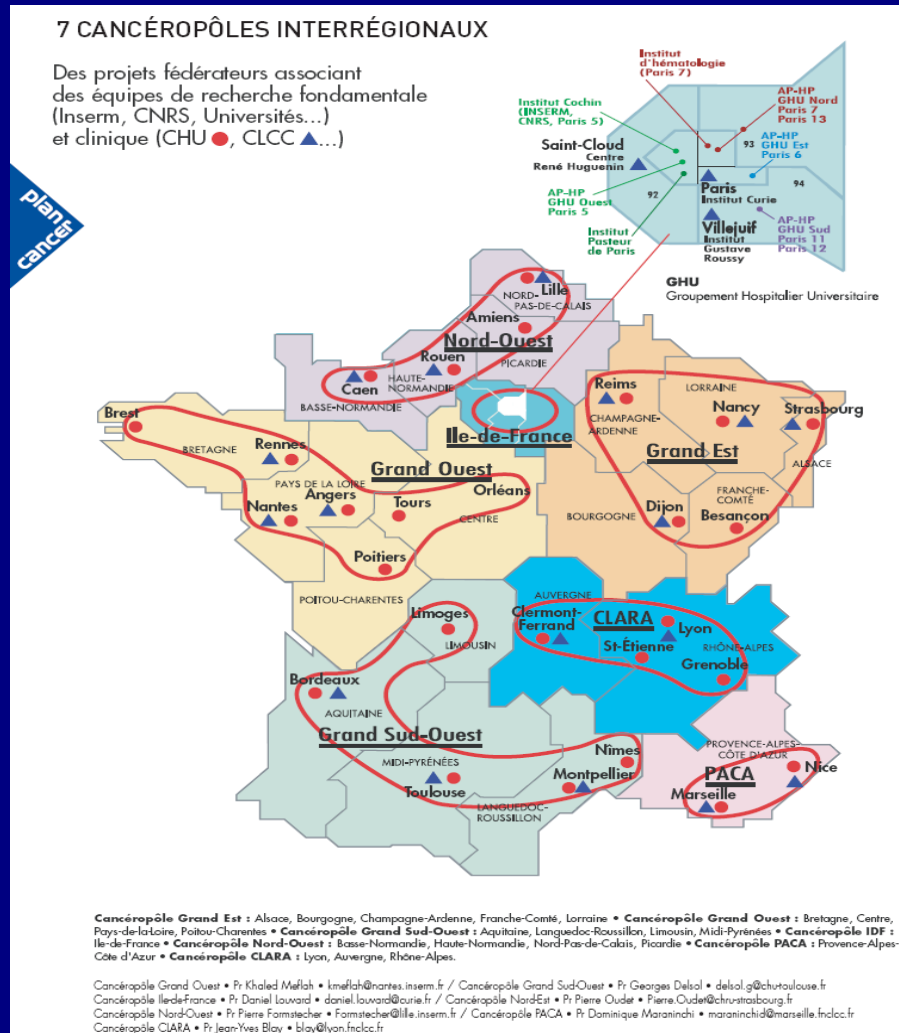 7 CANCÉROPÔLES INTERRÉGIONAUX
Des projets fédérateurs associant
des équipes de recherche fondamentale
(Inserm, CNRS, Universités...)
et clinique (CHU , CLCC ...)
plan
cancer
Institut
d'hématologie
(Paris 7)
Institut Cochin
(INSERM,
CNRS, Paris 5)
AP-HP
GHU Nord
Paris 7
Paris 13
Saint-Cloud
Centre
René Huguenin
93
AP-HP
GHU Est
Paris 6
92
94
AP-HP
GHU Ouest
Paris 5
Paris
Institut Curie
Institut
Pasteur
de Paris
Villejuif
Institut
Gustave
Roussy
AP-HP
GHU Sud
Paris 11
Paris 12
GHU
Groupement Hospitalier Universitaire
Lille
NORD-
PAS-DE-CALAIS
Amiens
Nord-Ouest
Rouen
PICARDIE
Caen
HAUTE-
NORMANDIE
BASSE-NORMANDIE
Reims
LORRAINE
CHAMPAGNE-
ARDENNE
Nancy
Strasbourg
Brest
Ile-de-France
BRETAGNE
Rennes
Grand Ouest
Grand Est
ALSACE
PAYS DE LA LOIRE
Angers
Orléans
Nantes
Tours
CENTRE
BOURGOGNE
Dijon
FRANCHE-
COMTÉ
Besançon
Poitiers
POITOU-CHARENTES
AUVERGNE
Limoges
Clermont-
Ferrand
CLARA
Lyon
LIMOUSIN
St-Étienne
RHÔNE-ALPES
Grenoble
Bordeaux
AQUITAINE
Grand Sud-Ouest
Nîmes
PROVENCE-ALPES-
CÔTE D'AZUR
MIDI-PYRÉNÉES
PACA
Nice
Toulouse
Montpellier
Marseille
LANGUEDOC-
ROUSSILLON
Cancéropôle Grand Est : Alsace, Bourgogne, Champagne-Ardenne, Franche-Comté, Lorraine • Cancéropôle Grand Ouest : Bretagne, Centre,
Pays-de-la-Loire, Poitou-Charentes • Cancéropôle Grand Sud-Ouest : Aquitaine, Languedoc-Roussillon, Limousin, Midi-Pyrénées • Cancéropôle IDF :
Ile-de-France • Cancéropôle Nord-Ouest : Basse-Normandie, Haute-Normandie, Nord-Pas-de-Calais, Picardie • Cancéropôle PACA : Provence-Alpes-
Côte d'Azur • Cancéropôle CLARA : Lyon, Auvergne, Rhône-Alpes.
Cancéropôle Grand Ouest • Pr Khaled Meflah • kmeflah@nantes.inserm.fr / Cancéropôle Grand Sud-Ouest • Pr Georges Delsol • delsol.g@chu-toulouse.fr
Cancéropôle Ile-de-France • Pr Daniel Louvard • daniel.louvard@curie.fr / Cancéropôle Nord-Est • Pr Pierre Oudet • Pierre.Oudet@chru-strasbourg.fr
Cancéropôle Nord-Ouest • Pr Pierre Formstecher • Formstecher@lille.inserm.fr / Cancéropôle PACA • Pr Dominique Maraninchi • maraninchid@marseille.fnclcc.fr
Cancéropôle CLARA • Pr Jean-Yves Blay • blay@lyon.fnclcc.fr